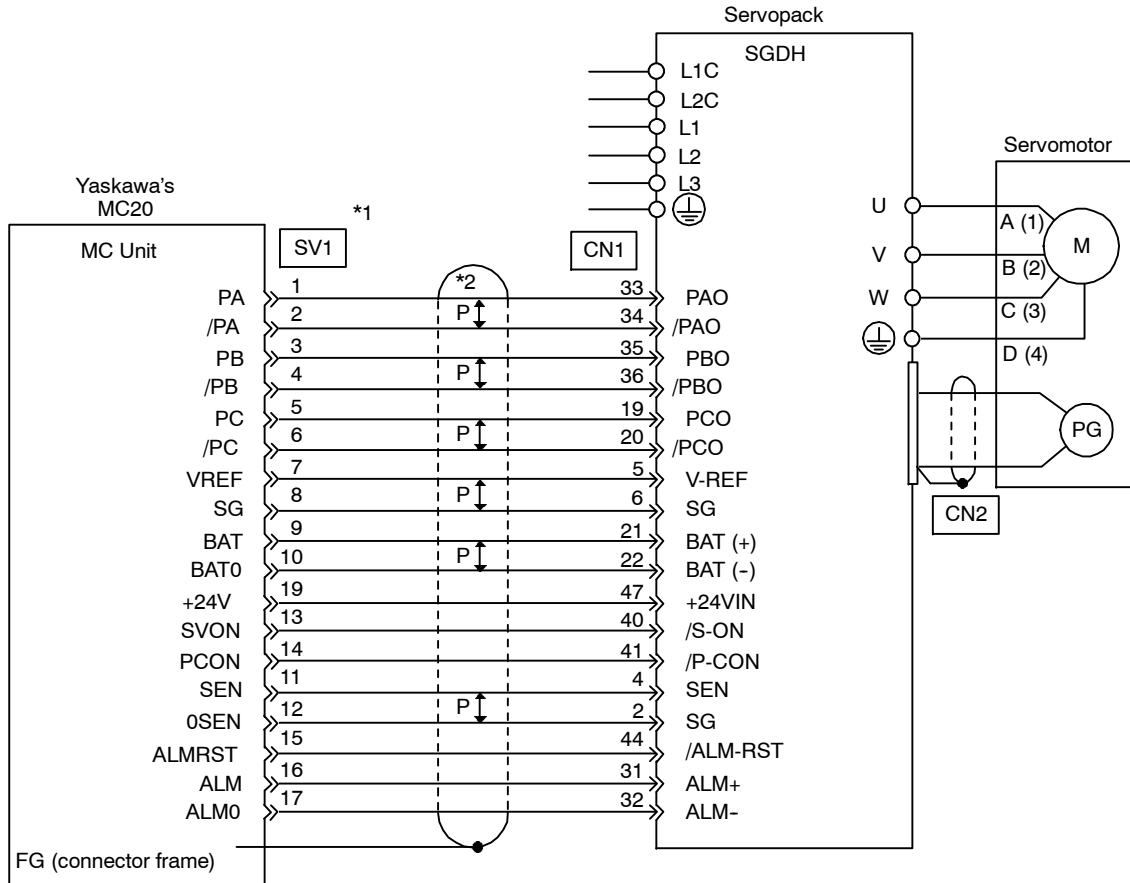 Servopack
SGDH
L1C
L2C
L1
L2
L3
Servomotor
Yaskawa's
MC20
*1
MC Unit
SV1
CN1
U
A (1)
M
V
B (2)
W
C (3)
D (4)
*2
PA 1 33 PAO
P
/PA 2 34 /PAO
PB 3 35 PBO
P
/PB 4 36 /PBO
PC 5 19 PCO
P
/PC 6 20 /PCO
VREF 7 5 V-REF
P
SG 8 6 SG
BAT 9 21 BAT (+)
P
BAT0 10 22 BAT (-)
+24V 19 47 +24VIN
SVON 13 40 /S-ON
PCON 14 41 /P-CON
SEN 11 4 SEN
P
0SEN 12 2 SG
ALMRST 15 44 /ALM-RST
ALM 16 31 ALM+
ALM0 17 32 ALM-
PG
CN2
FG (connector frame)